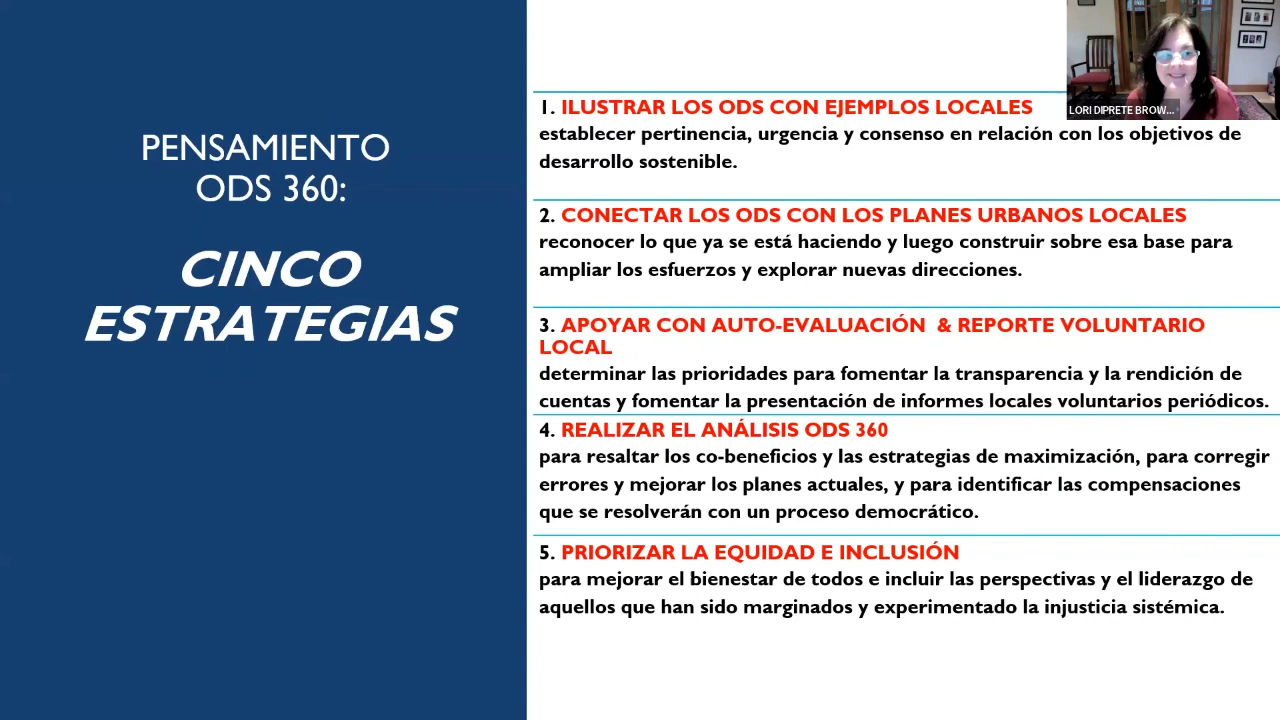 PENSAMIENTO
ODS 360:
CINCO
ESTRATEGIAS
1. ILUSTRAR LOS ODS CON EJEMPLOS LOCALES
establecer pertinencia, urgencia y consenso en relación con los objetivos de
desarrollo sostenible.
2. CONECTAR LOS ODS CON LOS PLANES URBANOS LOCALES
reconocer lo que ya se está haciendo y luego construir sobre esa base para
ampliar los esfuerzos y explorar nuevas direcciones.
3. APOYAR CON AUTO-EVALUACIÓN & REPORTE VOLUNTARIO
LOCAL
determinar las prioridades para fomentar la transparencia y la rendición de
cuentas y fomentar la presentación de informes locales voluntarios periódicos.
4. REALIZAR EL ANÁLISIS ODS 360
para resaltar los co-beneficios y las estrategias de maximización, para corregir
errores y mejorar los planes actuales, y para identificar las compensaciones
que se resolverán con un proceso democrático.
5. PRIORIZAR LA EQUIDAD E INCLUSIÓN
para mejorar el bienestar de todos e incluir las perspectivas y el liderazgo de
aquellos que han sido marginados y experimentado la injusticia sistémica.
LORI DIPRETE BROW...